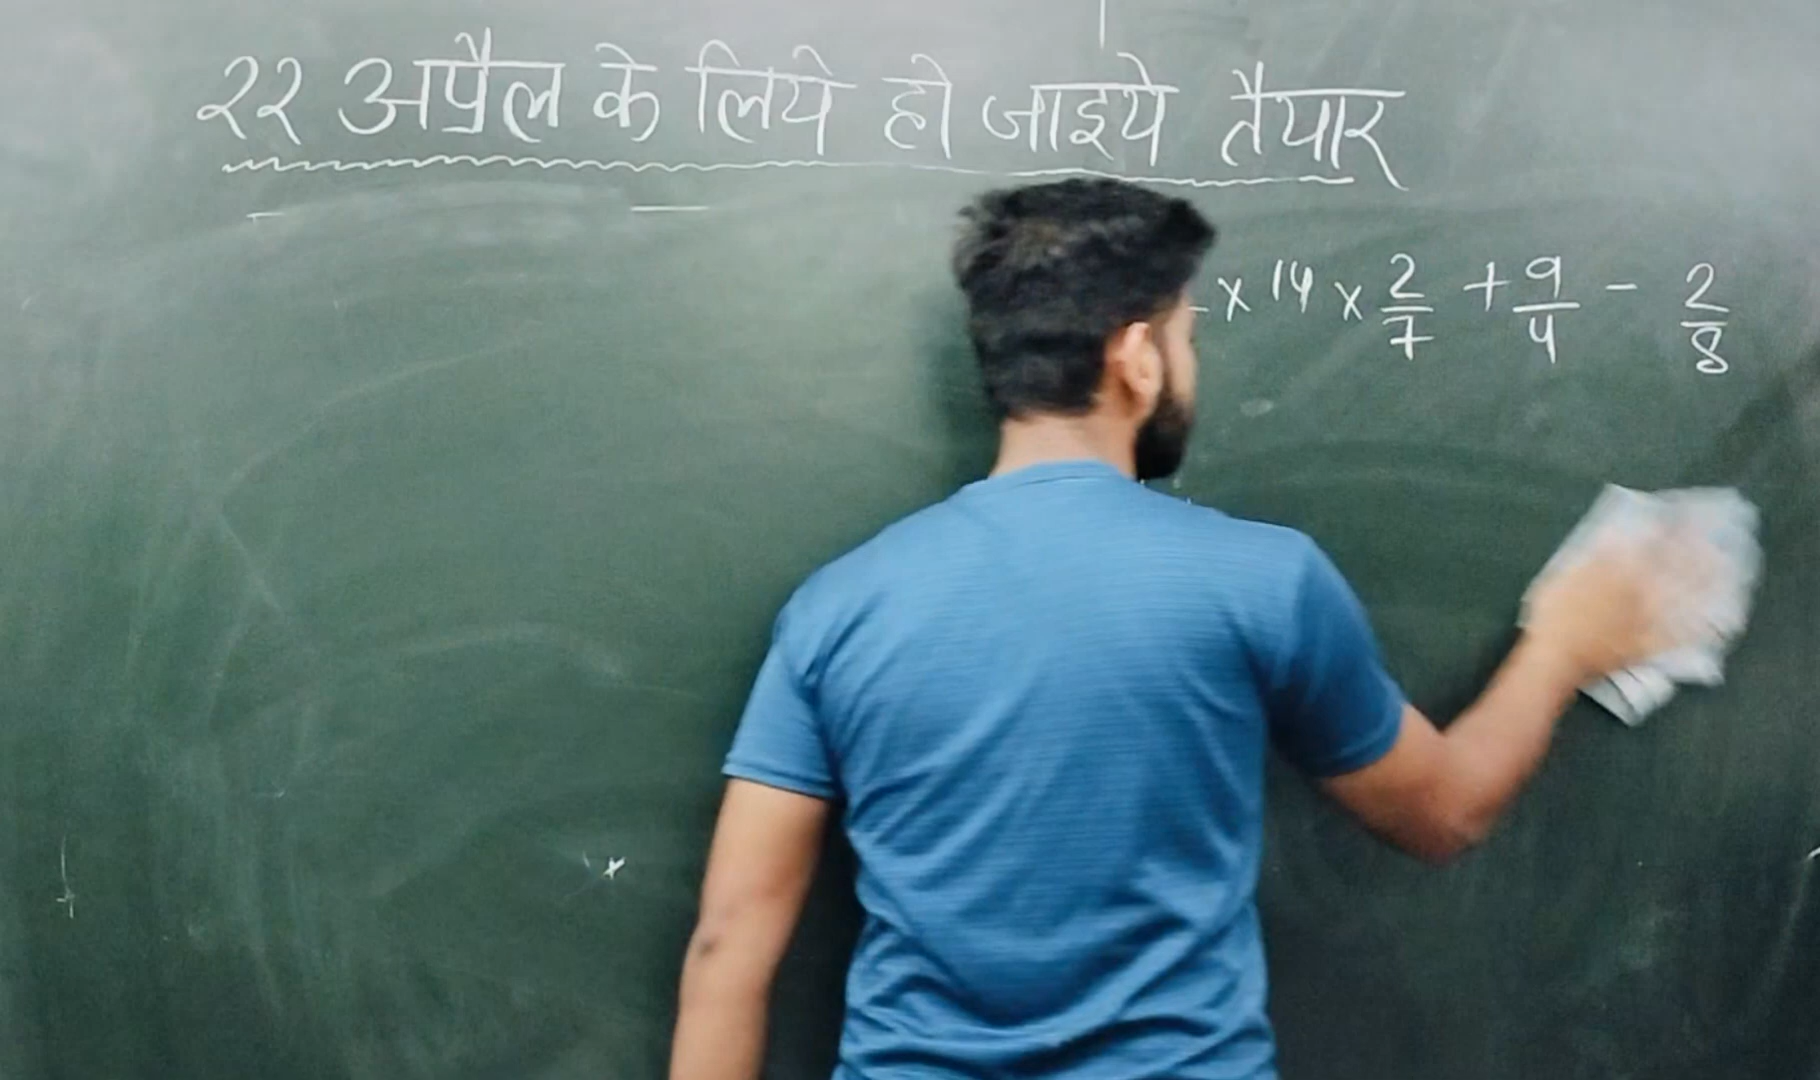 २२ अप्रैल के लिये हो जाइये तैयार
x 14 x 2/7 + 9/4 - 2/8